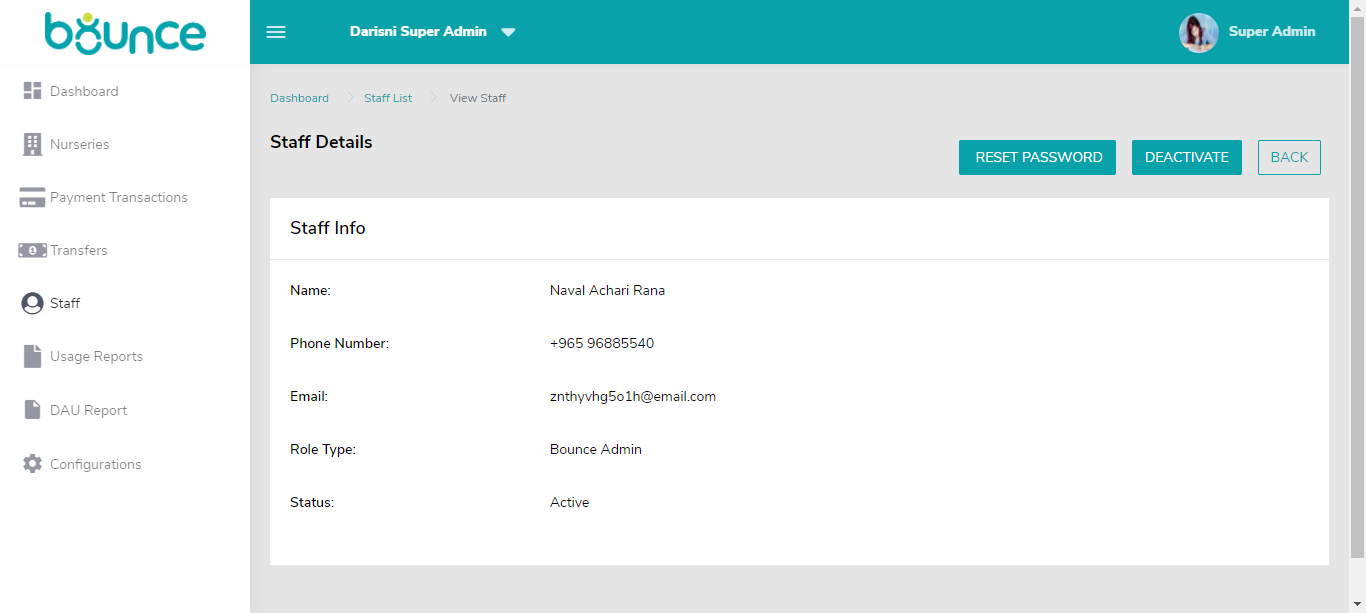 bounce
Darisni Super Admin
Super Admin
Dashboard
Nurseries
Payment Transactions
Transfers
Staff
Usage Reports
DAU Report
Configurations
Dashboard Staff List View Staff
Staff Details
RESET PASSWORD DEACTIVATE BACK
Staff Info
Name: Naval Achari Rana
Phone Number: +965 96885540
Email: znthyvhg5o1h@email.com
Role Type: Bounce Admin
Status: Active